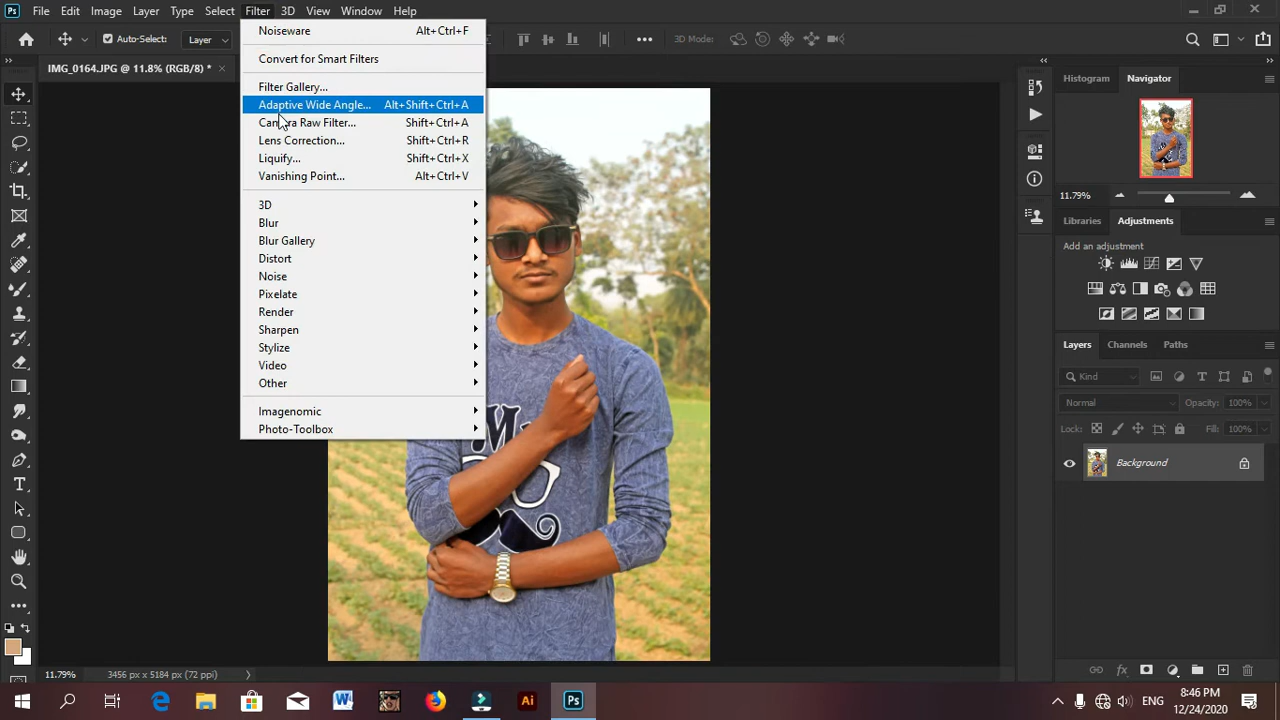 Ps File Edit Image Layer Type Select Filter 3D View Window Help
Auto-Select: Layer 3D Mode:
IMG_0164.JPG @ 11.8% (RGB/8) *
Noiseware Alt+Ctrl+F
Convert for Smart Filters
Filter Gallery...
Adaptive Wide Angle... Alt+Shift+Ctrl+A
Camera Raw Filter... Shift+Ctrl+A
Lens Correction... Shift+Ctrl+R
Liquify... Shift+Ctrl+X
Vanishing Point... Alt+Ctrl+V
3D
Blur
Blur Gallery
Distort
Noise
Pixelate
Render
Sharpen
Stylize
Video
Other
Imagenomic
Photo-Toolbox
Histogram Navigator
11.79%
Libraries Adjustments
Add an adjustment
Layers Channels Paths
Kind
Normal Opacity: 100%
Lock: Fill: 100%
Background
11.79% 3456 px x 5184 px (72 ppi)
Ai Ps
ENG 3:46 PM
12/24/2020